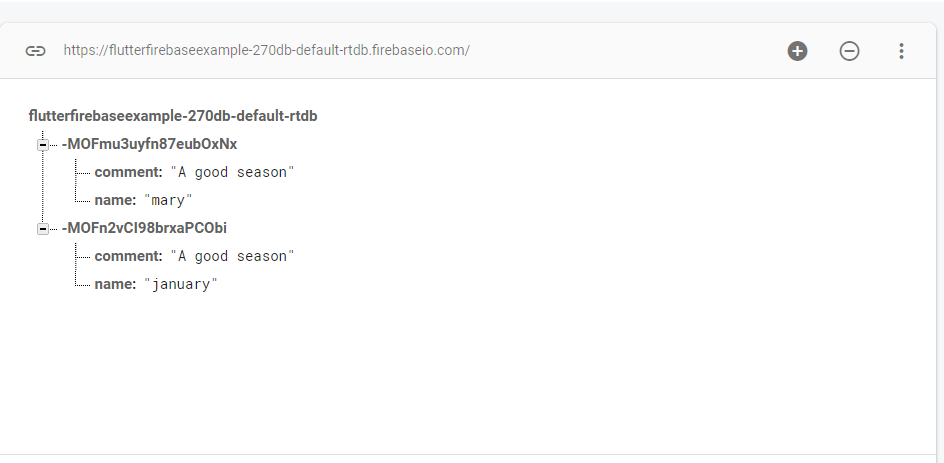 https://flutterfirebaseexample-270db-default-rtdb.firebaseio.com/
flutterfirebaseexample-270db-default-rtdb
-MOFmu3uyfn87eubOxNx
comment: "A good season"
name: "mary"
-MOFn2vCI98brxaPCObi
comment: "A good season"
name: "january"